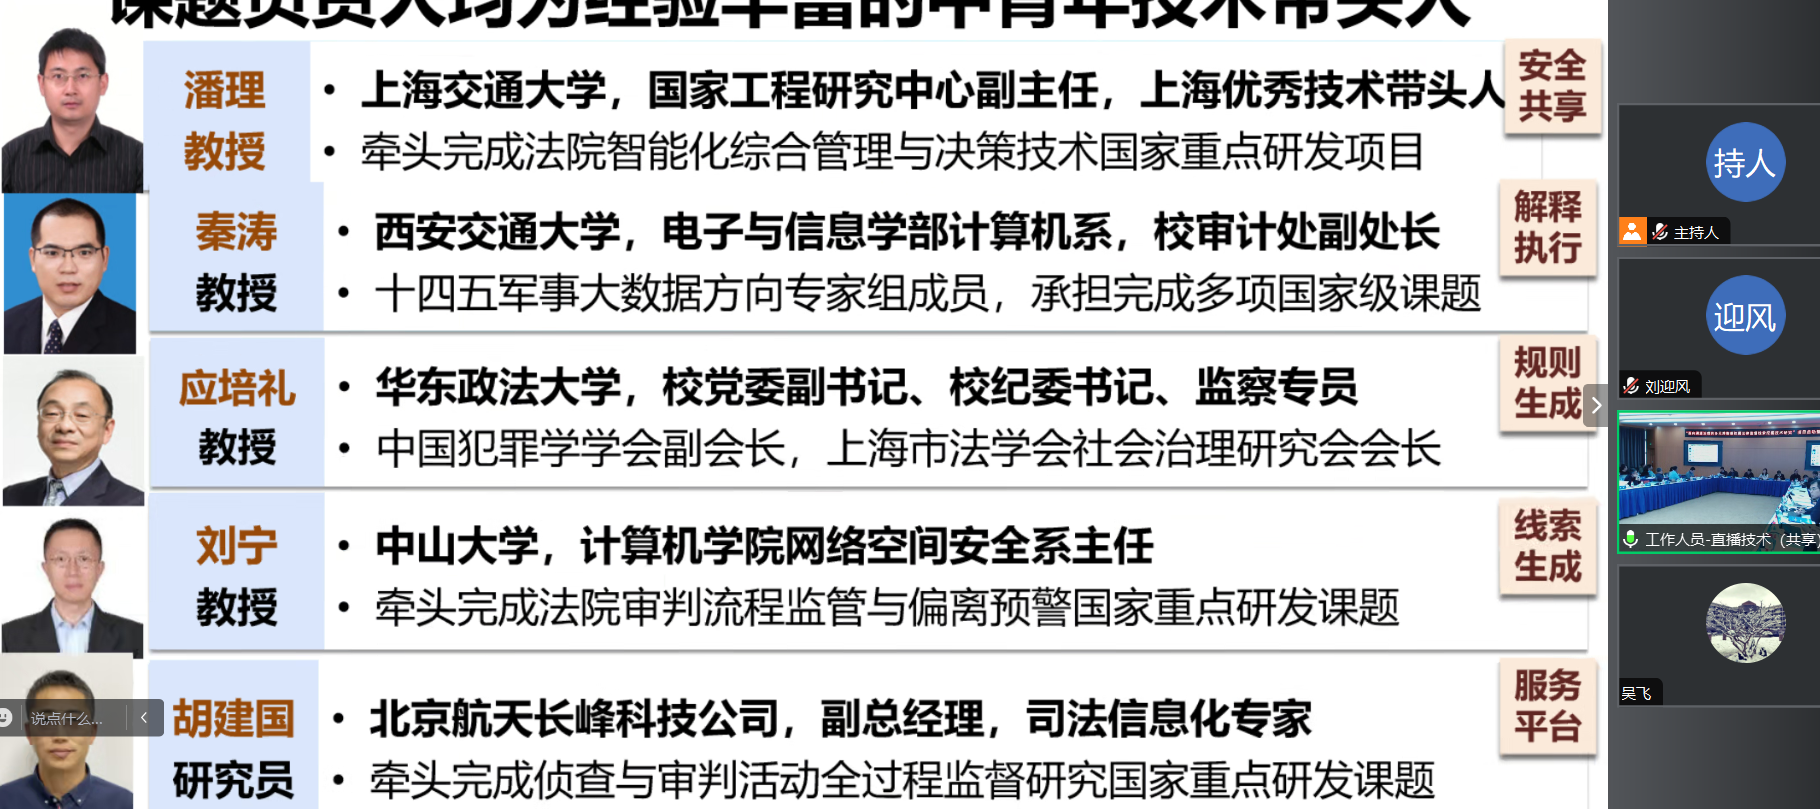 课题负责人均为经验丰富的中青年技术带头人
潘理
教授
• 上海交通大学，国家工程研究中心副主任，上海优秀技术带头人
• 牵头完成法院智能化综合管理与决策技术国家重点研发项目
安全
共享
秦涛
教授
• 西安交通大学，电子与信息学部计算机系，校审计处副处长
• 十四五军事大数据方向专家组成员，承担完成多项国家级课题
解释
执行
应培礼
教授
• 华东政法大学，校党委副书记、校纪委书记、监察专员
• 中国犯罪学学会副会长，上海市法学会社会治理研究会会长
规则
生成
刘宁
教授
• 中山大学，计算机学院网络空间安全系主任
• 牵头完成法院审判流程监管与偏离预警国家重点研发课题
线索
生成
胡建国
研究员
• 北京航天长峰科技公司，副总经理，司法信息化专家
• 牵头完成侦查与审判活动全过程监督研究国家重点研发课题
服务
平台
说点什么...
持人
主持人
迎风
刘迎风
工作人员-直播技术（共享
吴飞